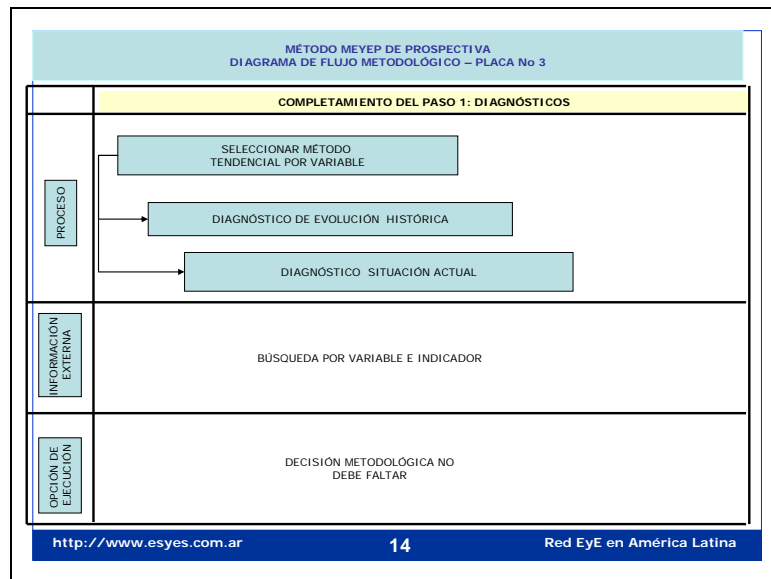 MÉTODO MEYEP DE PROSPECTIVA
DIAGRAMA DE FLUJO METODOLÓGICO – PLACA No 3
COMPLETAMIENTO DEL PASO 1: DIAGNÓSTICOS
PROCESO
SELECCIONAR MÉTODO
TENDENCIAL POR VARIABLE
DIAGNÓSTICO DE EVOLUCIÓN HISTÓRICA
DIAGNÓSTICO SITUACIÓN ACTUAL
INFORMACIÓN
EXTERNA
BÚSQUEDA POR VARIABLE E INDICADOR
OPCIÓN DE
EJECUCIÓN
DECISIÓN METODOLÓGICA NO
DEBE FALTAR
http://www.esyes.com.ar 14 Red EyE en América Latina